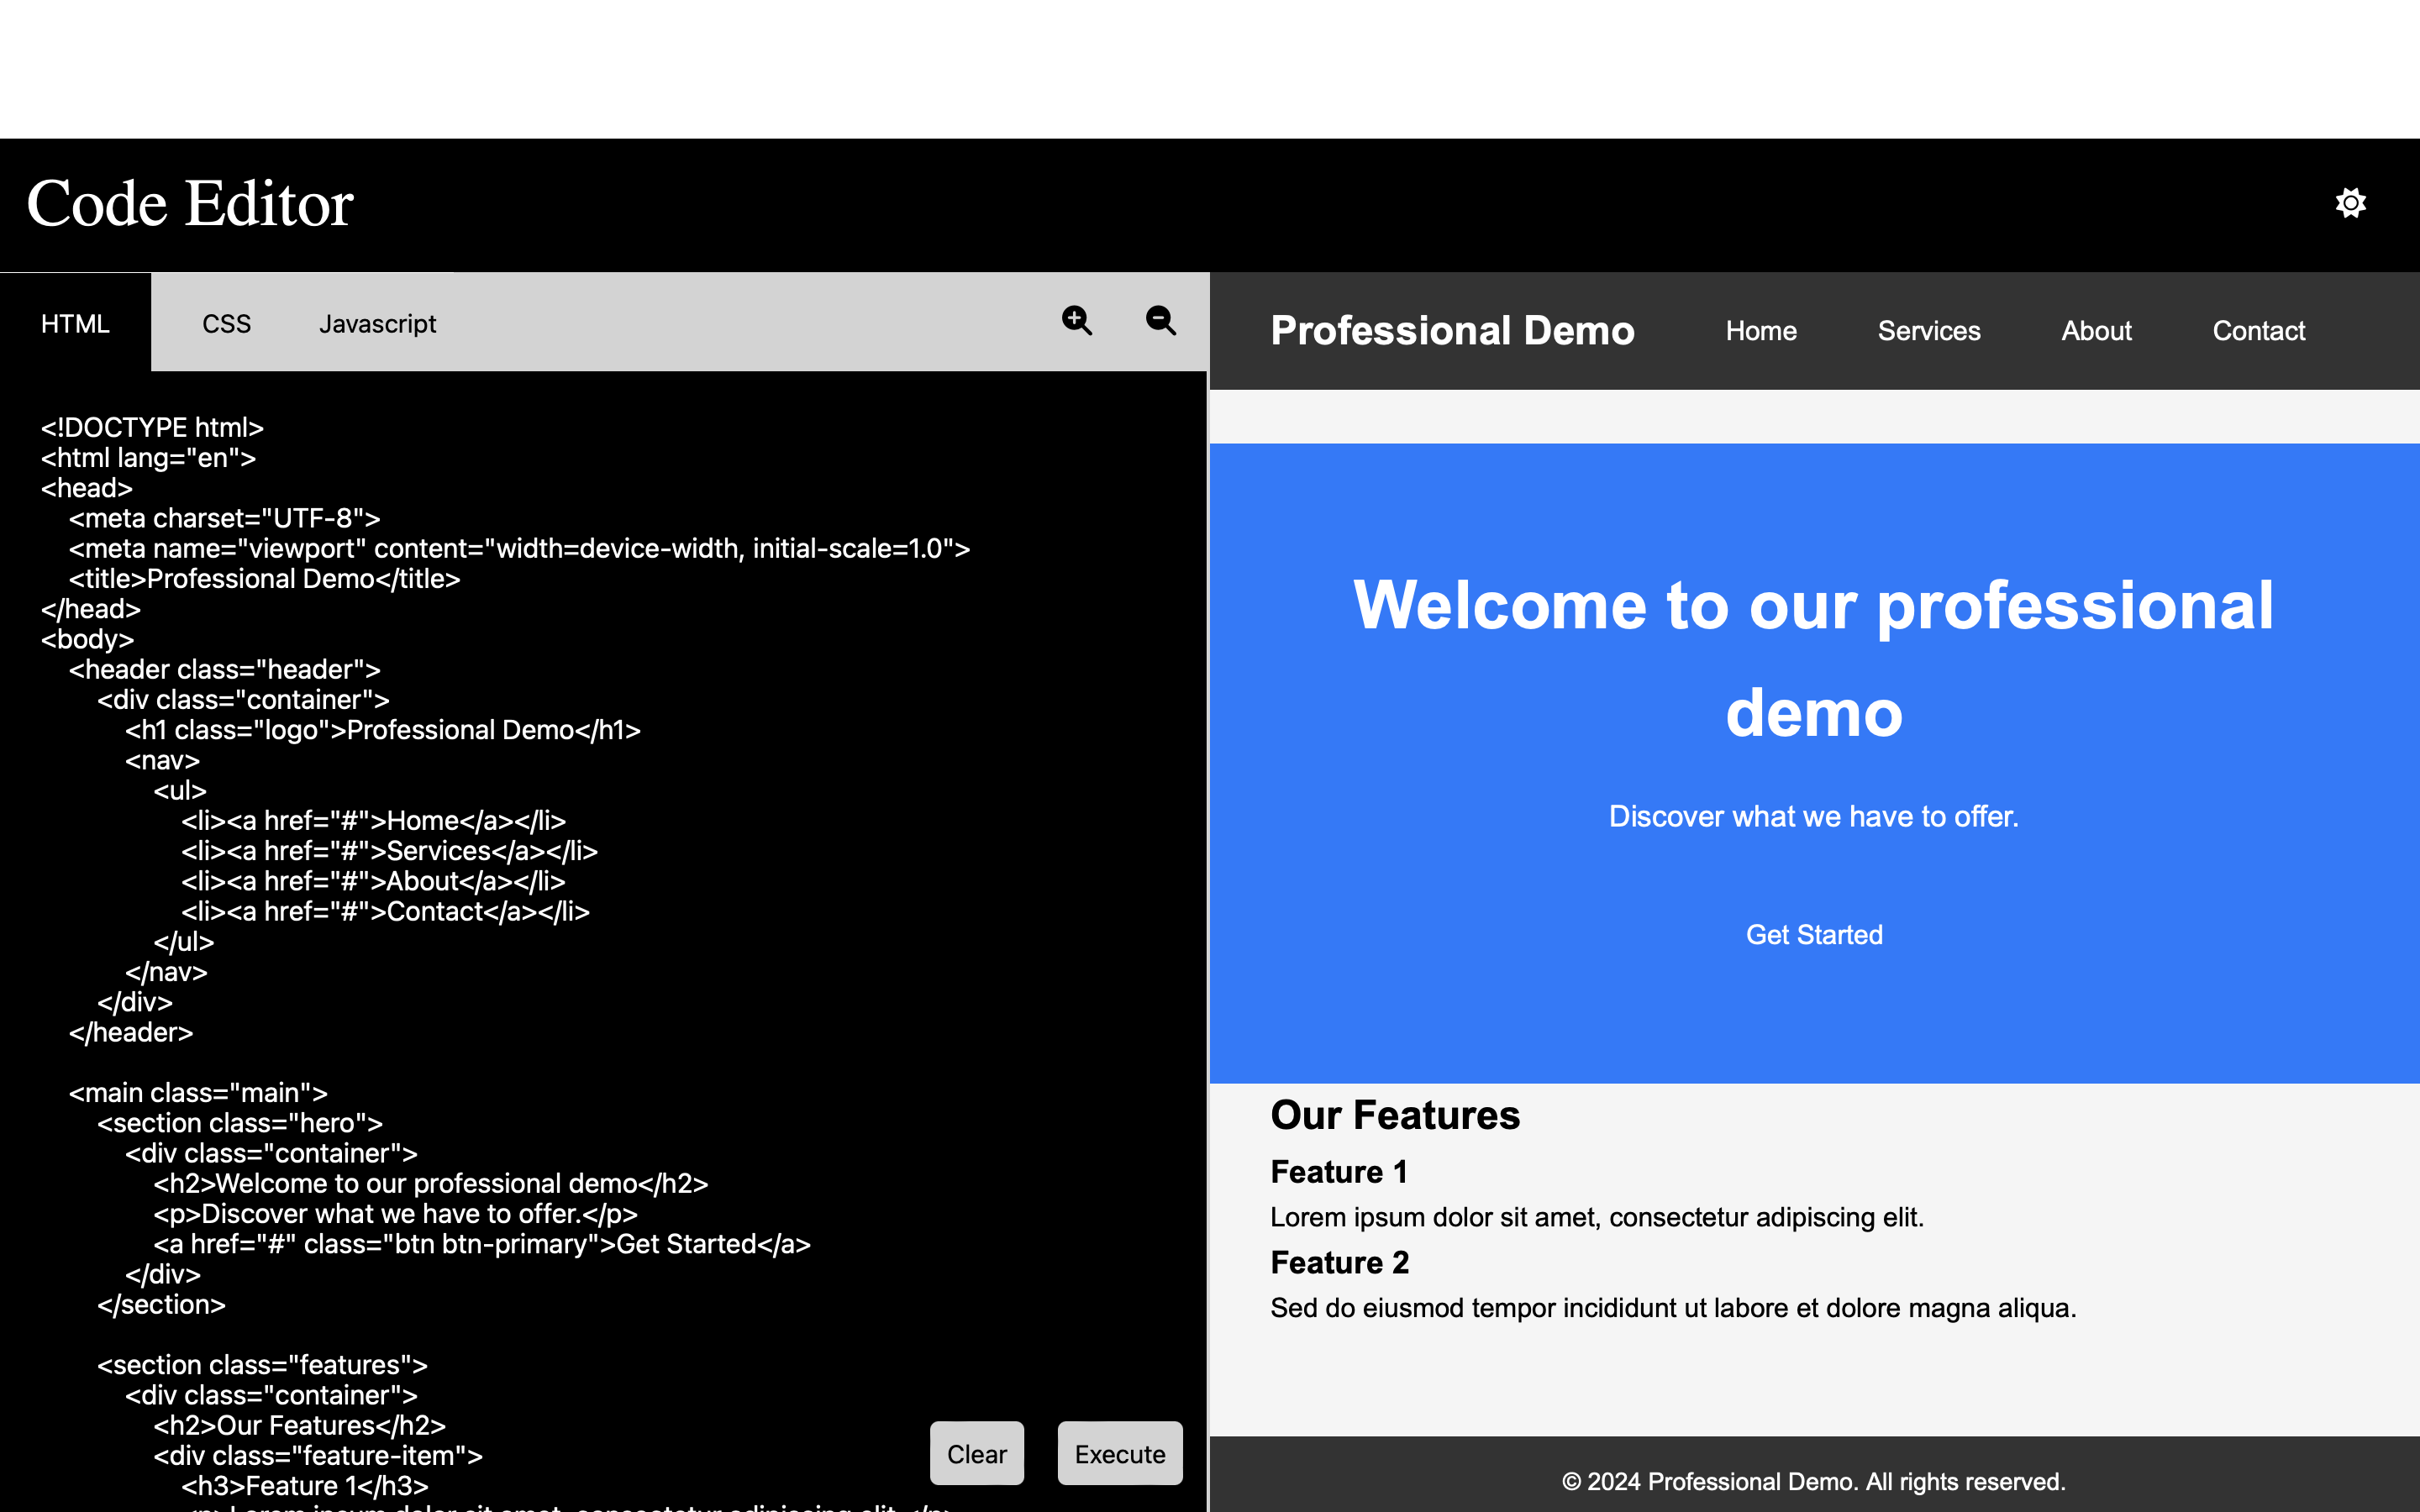 Code Editor
HTML CSS Javascript
<!DOCTYPE html>
<html lang="en">
<head>
<meta charset="UTF-8">
<meta name="viewport" content="width=device-width, initial-scale=1.0">
<title>Professional Demo</title>
</head>
<body>
<header class="header">
<div class="container">
<h1 class="logo">Professional Demo</h1>
<nav>
<ul>
<li><a href="#">Home</a></li>
<li><a href="#">Services</a></li>
<li><a href="#">About</a></li>
<li><a href="#">Contact</a></li>
</ul>
</nav>
</div>
</header>
<main class="main">
<section class="hero">
<div class="container">
<h2>Welcome to our professional demo</h2>
<p>Discover what we have to offer.</p>
<a href="#" class="btn btn-primary">Get Started</a>
</div>
</section>
<section class="features">
<div class="container">
<h2>Our Features</h2>
<div class="feature-item">
<h3>Feature 1</h3>
Clear Execute
Professional Demo Home Services About Contact
Welcome to our professional
demo
Discover what we have to offer.
Get Started
Our Features
Feature 1
Lorem ipsum dolor sit amet, consectetur adipiscing elit.
Feature 2
Sed do eiusmod tempor incididunt ut labore et dolore magna aliqua.
© 2024 Professional Demo. All rights reserved.